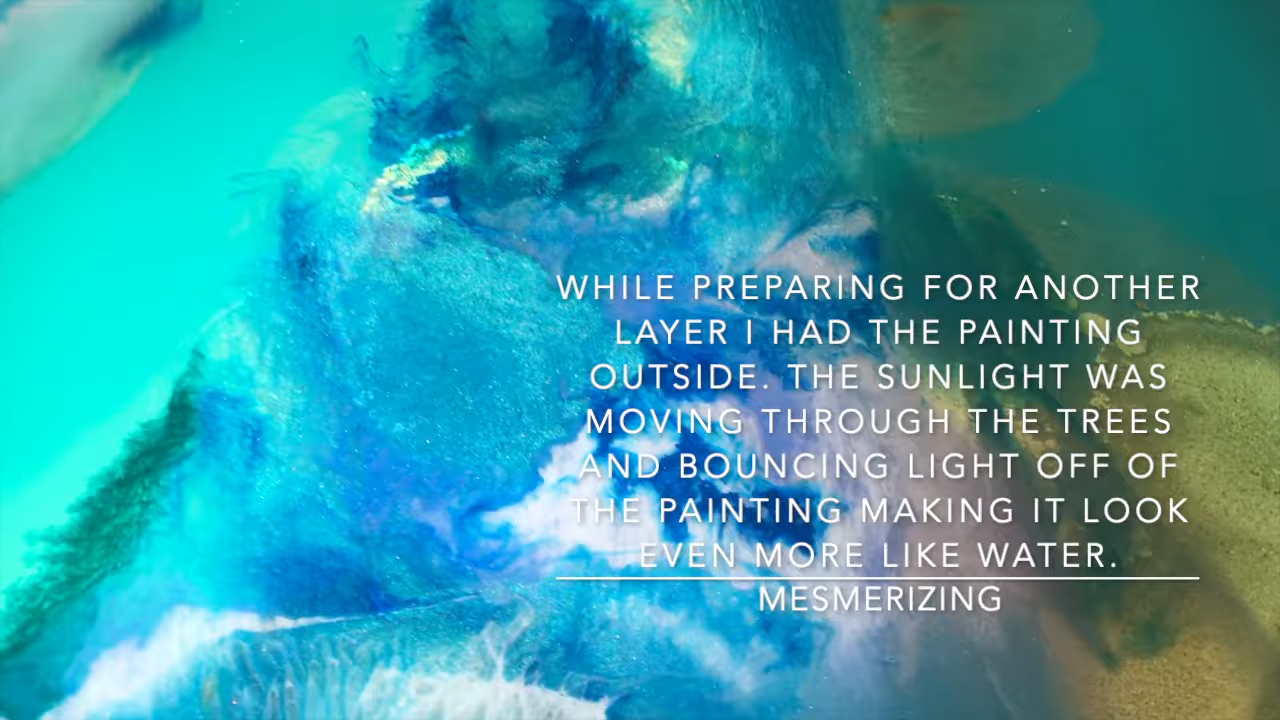 WHILE PREPARING FOR ANOTHER
LAYER I HAD THE PAINTING
OUTSIDE. THE SUNLIGHT WAS
MOVING THROUGH THE TREES
AND BOUNCING LIGHT OFF OF
THE PAINTING MAKING IT LOOK
EVEN MORE LIKE WATER.
MESMERIZING